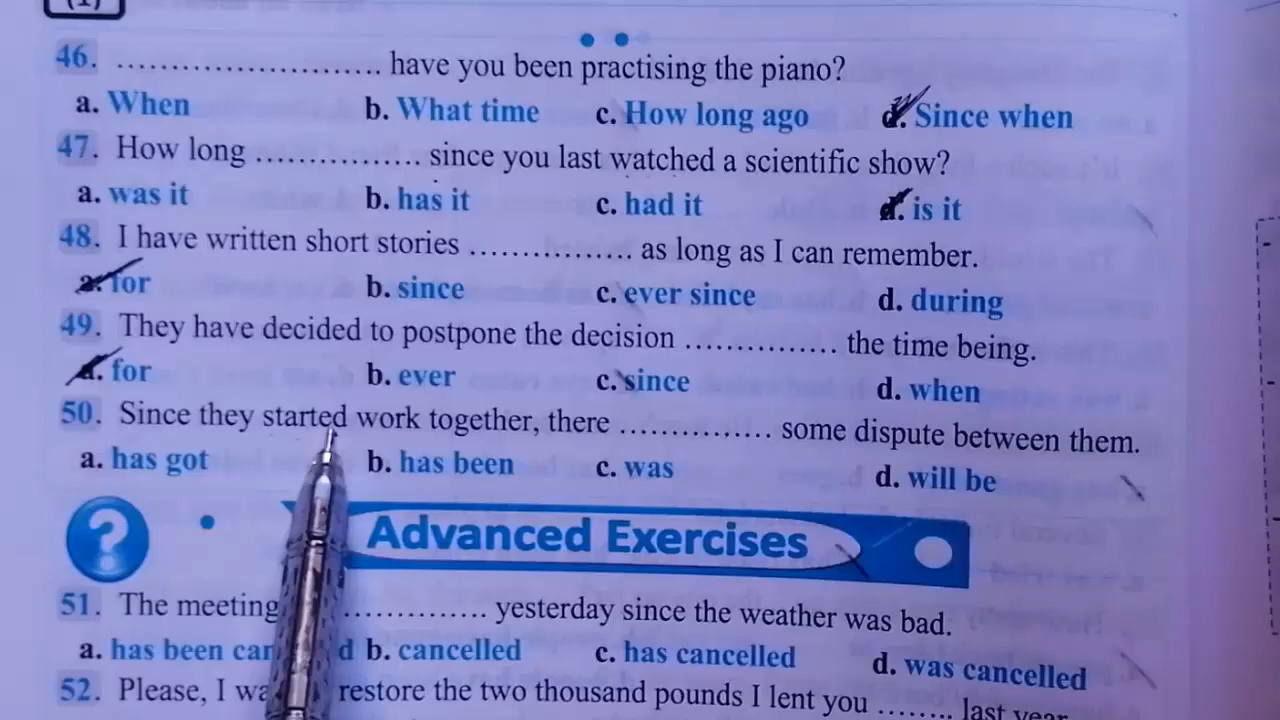 (1)
46. ........................ have you been practising the piano?
a. When b. What time c. How long ago d. Since when
47. How long ............... since you last watched a scientific show?
a. was it b. has it c. had it d. is it
48. I have written short stories ............... as long as I can remember.
a. for b. since c. ever since d. during
49. They have decided to postpone the decision .............. the time being.
a. for b. ever c. since d. when
50. Since they started work together, there .............. some dispute between them.
a. has got b. has been c. was d. will be
? Advanced Exercises
51. The meeting .............. yesterday since the weather was bad.
a. has been b. cancelled c. has cancelled d. was cancelled
52. Please, I restore the two thousand pounds I lent you ........ last year